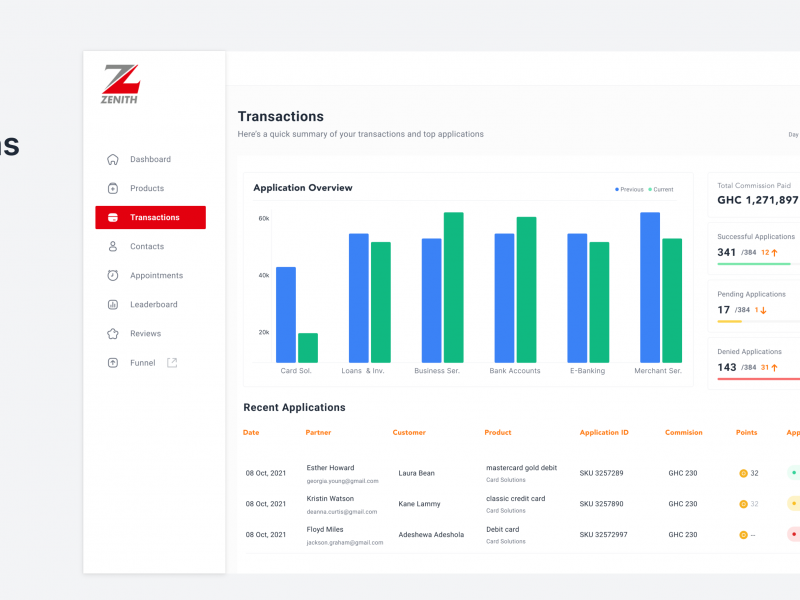 ns
ZENITH
Dashboard
Products
Transactions
Contacts
Appointments
Leaderboard
Reviews
Funnel
Transactions
Here's a quick summary of your transactions and top applications
Day
Application Overview
Previous Current
60k
40k
20k
Card Sol. Loans & Inv. Business Ser. Bank Accounts E-Banking Merchant Ser.
Total Commission Paid
GHC 1,271,897
Successful Applications
341 /384 12
Pending Applications
17 /384 1
Denied Applications
143 /384 31
Recent Applications
Date Partner Customer Product Application ID Commision Points App
08 Oct, 2021 Esther Howard Laura Bean mastercard gold debit SKU 3257289 GHC 230 32
georgia.young@gmail.com Card Solutions
08 Oct, 2021 Kristin Watson Kane Lammy classic credit card SKU 3257890 GHC 230 32
deanna.curtis@gmail.com Card Solutions
08 Oct, 2021 Floyd Miles Adeshewa Adeshola Debit card SKU 32572997 GHC 230 --
jackson.graham@gmail.com Card Solutions